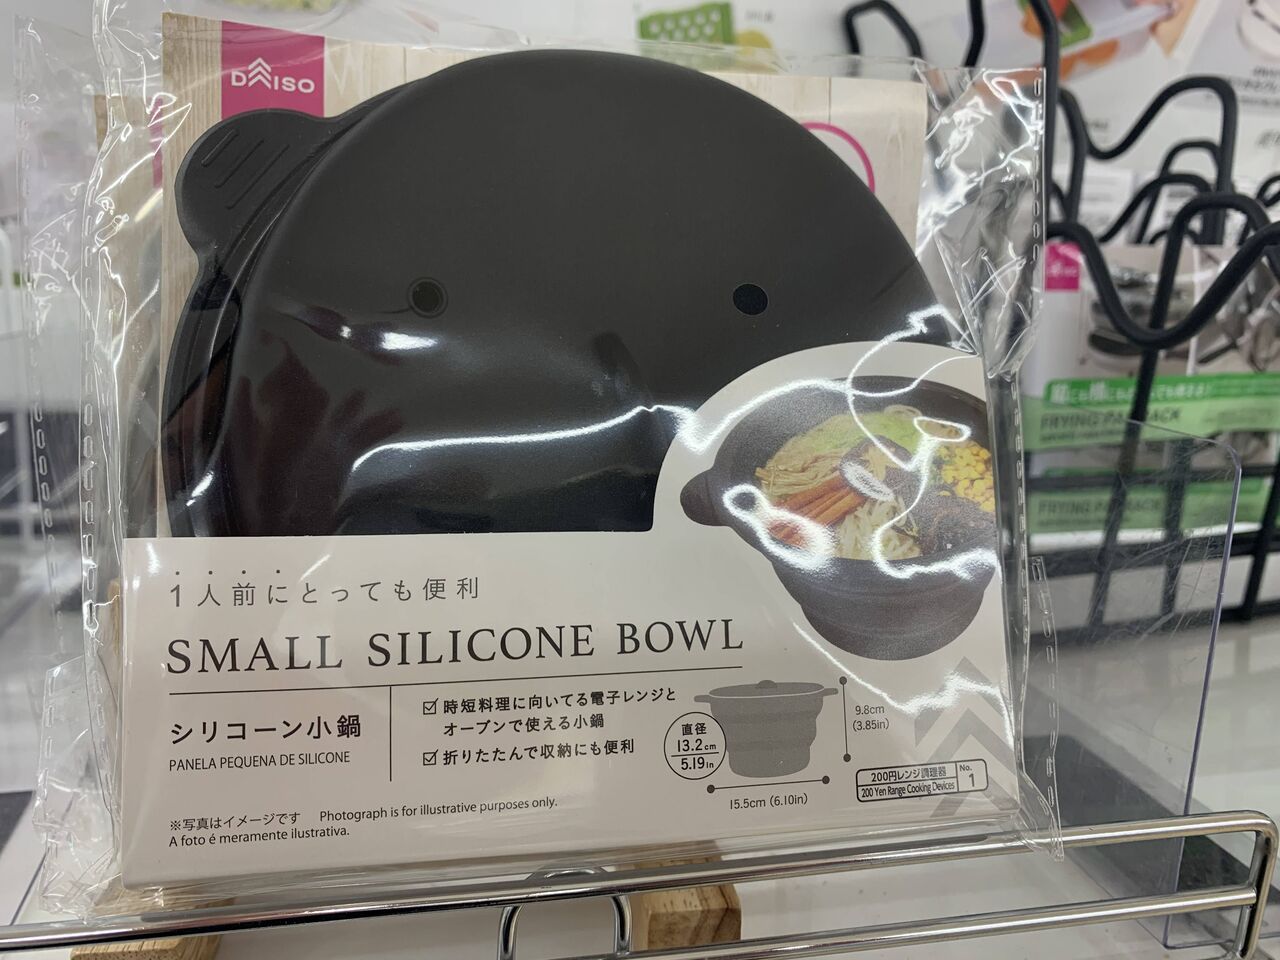 DAISO
1人前にとっても便利
SMALL SILICONE BOWL
シリコーン小鍋
PANELA PEQUENA DE SILICONE
☑ 時短料理に向いてる電子レンジと
オーブンで使える小鍋
☑ 折りたたんで収納にも便利
直径
13.2cm
5.19in
9.8cm
(3.85in)
15.5cm (6.10in)
200円レンジ調理器
200 Yen Range Cooking Devices
No.
1
※写真はイメージです Photograph is for illustrative purposes only.
A foto é meramente ilustrativa.